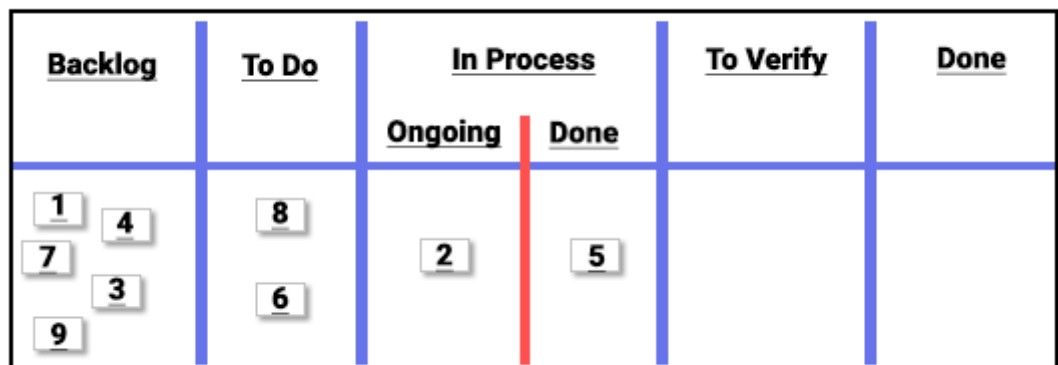 Backlog
To Do
In Process
To Verify
Done
Ongoing
Done
1
4
7
3
9
8
6
2
5